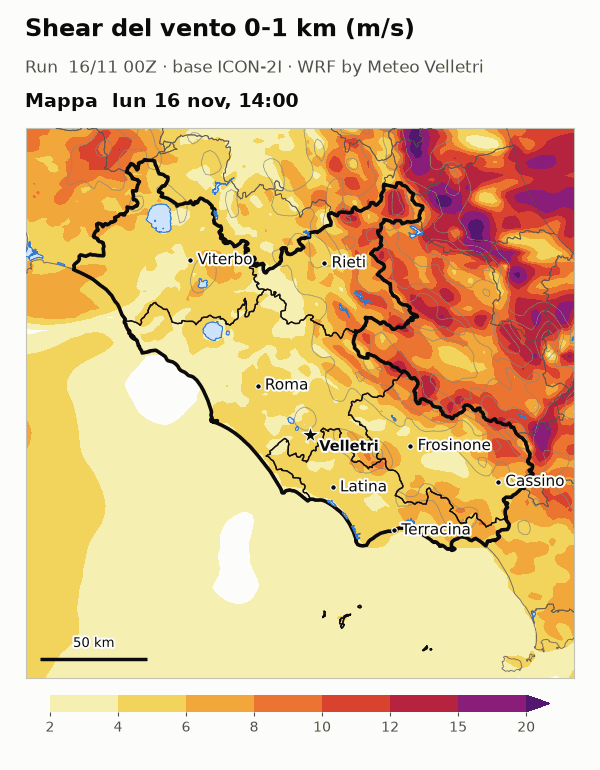 Shear del vento 0-1 km (m/s)
Run  16/11 00Z · base ICON-2I · WRF by Meteo Velletri
Mappa  lun 16 nov, 14:00
Viterbo
Rieti
Roma
Velletri
Frosinone
Cassino
Latina
Terracina
50 km
2 4 6 8 10 12 15 20